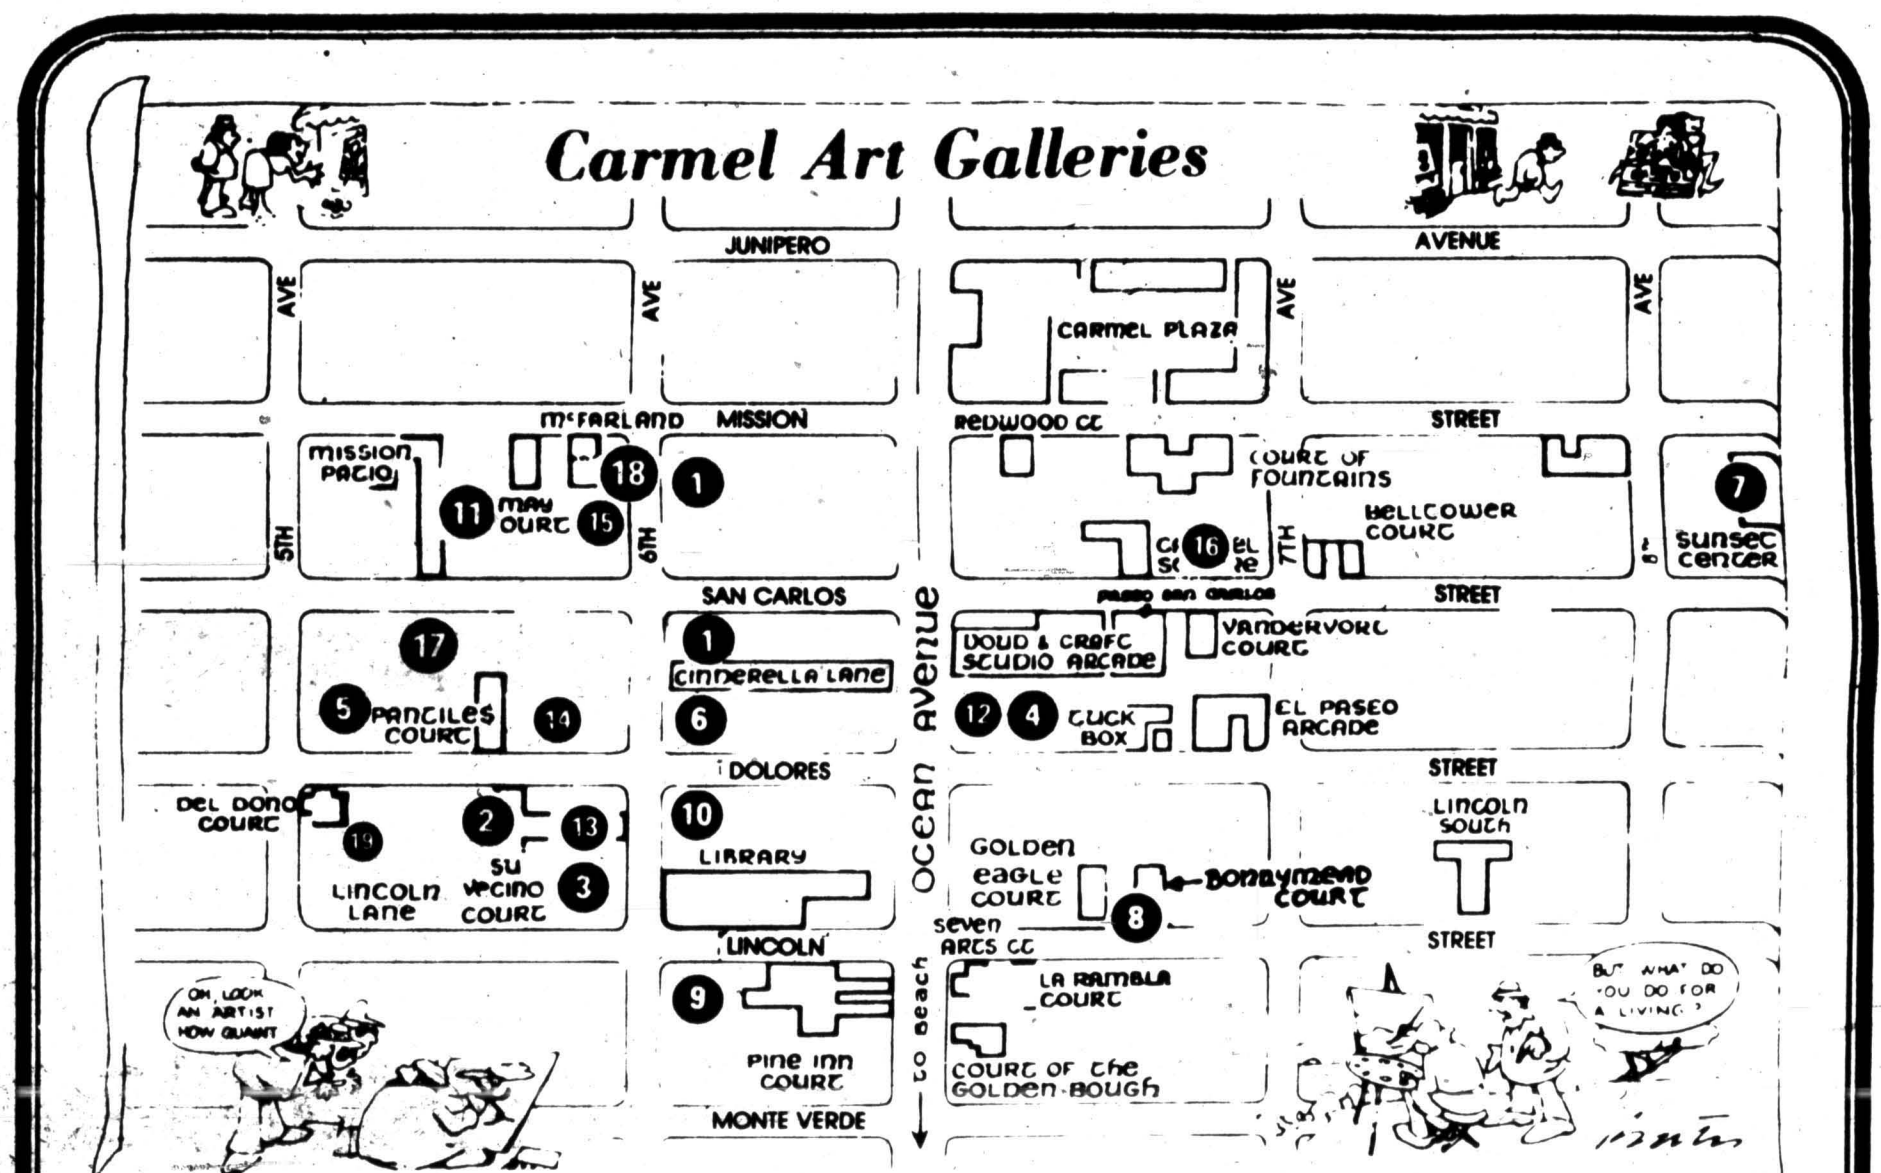 Carmel Art Galleries
JUNIPERO AVENUE
AVE
AVE
AVE
AVE
CARMEL PLAZA
McFARLAND
MISSION
REDWOOD CT
STREET
MISSION
PATIO
18
1
COURT OF
FOUNTAINS
7
11
MAY
OURT
15
BELLTOWER
COURT
5TH
6TH
16
7TH
SUNSET
CENTER
SAN CARLOS
PASEO SAN CARLOS
STREET
17
1
DOUD & CRAFT
STUDIO ARCADE
VANDERVORT
COURT
CINDERELLA LANE
5
PANTILES
COURT
14
6
12
4
TUCK
BOX
EL PASEO
ARCADE
OCEAN AVENUE
DOLORES
STREET
DEL DONO
COURT
19
2
13
10
LINCOLN
SOUTH
LIBRARY
GOLDEN
EAGLE
COURT
BONNYMEAD
COURT
LINCOLN
LANE
SU
VECINO
COURT
3
8
SEVEN
ARTS CT
LINCOLN
STREET
OH, LOOK
AN ARTIST
HOW QUAINT
9
TO BEACH
LA RAMBLA
COURT
BUT WHAT DO
YOU DO FOR
A LIVING?
PINE INN
COURT
COURT OF THE
GOLDEN BOUGH
MONTE VERDE